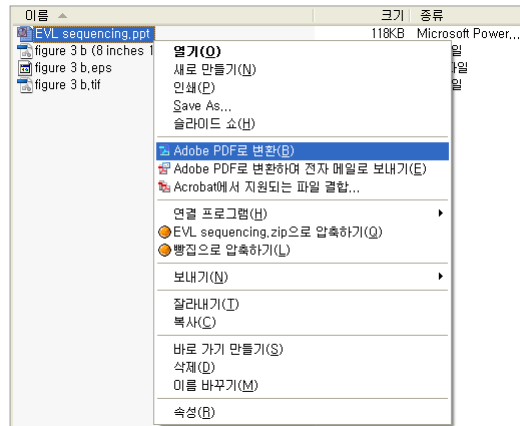 이름 크기 종류
EVL sequencing.ppt 118KB Microsoft Power...
figure 3 b (8 inches 1
figure 3 b.eps
figure 3 b.tif
열기(O)
새로 만들기(N)
인쇄(P)
Save As...
슬라이드 쇼(H)
Adobe PDF로 변환(B)
Adobe PDF로 변환하여 전자 메일로 보내기(E)
Acrobat에서 지원되는 파일 결합...
연결 프로그램(H)
EVL sequencing.zip으로 압축하기(Q)
빵집으로 압축하기(L)
보내기(N)
잘라내기(T)
복사(C)
바로 가기 만들기(S)
삭제(D)
이름 바꾸기(M)
속성(R)